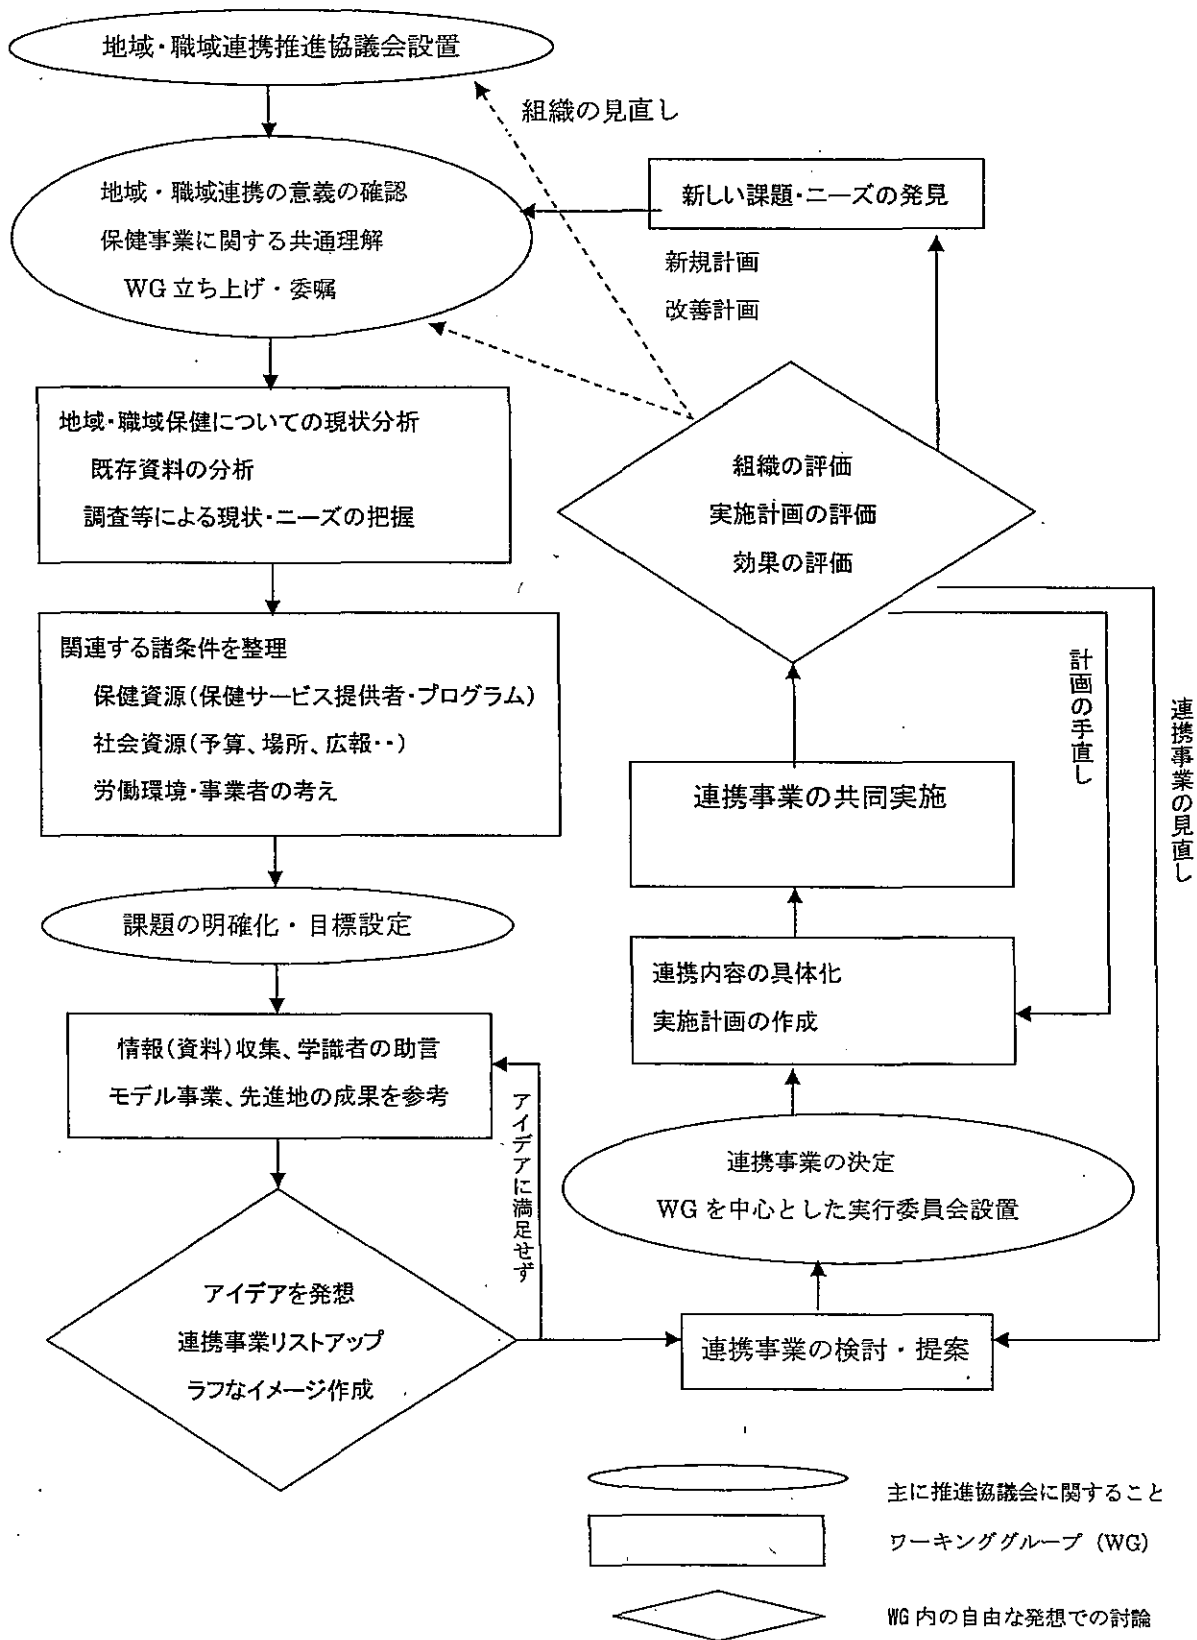 地域・職域連携推進協議会設置
組織の見直し
地域・職域連携の意義の確認
保健事業に関する共通理解
WG 立ち上げ・委嘱
新しい課題・ニーズの発見
新規計画
改善計画
地域・職域保健についての現状分析
既存資料の分析
調査等による現状・ニーズの把握
組織の評価
実施計画の評価
効果の評価
関連する諸条件を整理
保健資源(保健サービス提供者・プログラム)
社会資源(予算、場所、広報・・)
労働環境・事業者の考え
計画の手直し
連携事業の見直し
連携事業の共同実施
課題の明確化・目標設定
連携内容の具体化
実施計画の作成
情報(資料)収集、学識者の助言
モデル事業、先進地の成果を参考
アイデアに満足せず
連携事業の決定
WG を中心とした実行委員会設置
アイデアを発想
連携事業リストアップ
ラフなイメージ作成
連携事業の検討・提案
主に推進協議会に関すること
ワーキンググループ (WG)
WG 内の自由な発想での討論